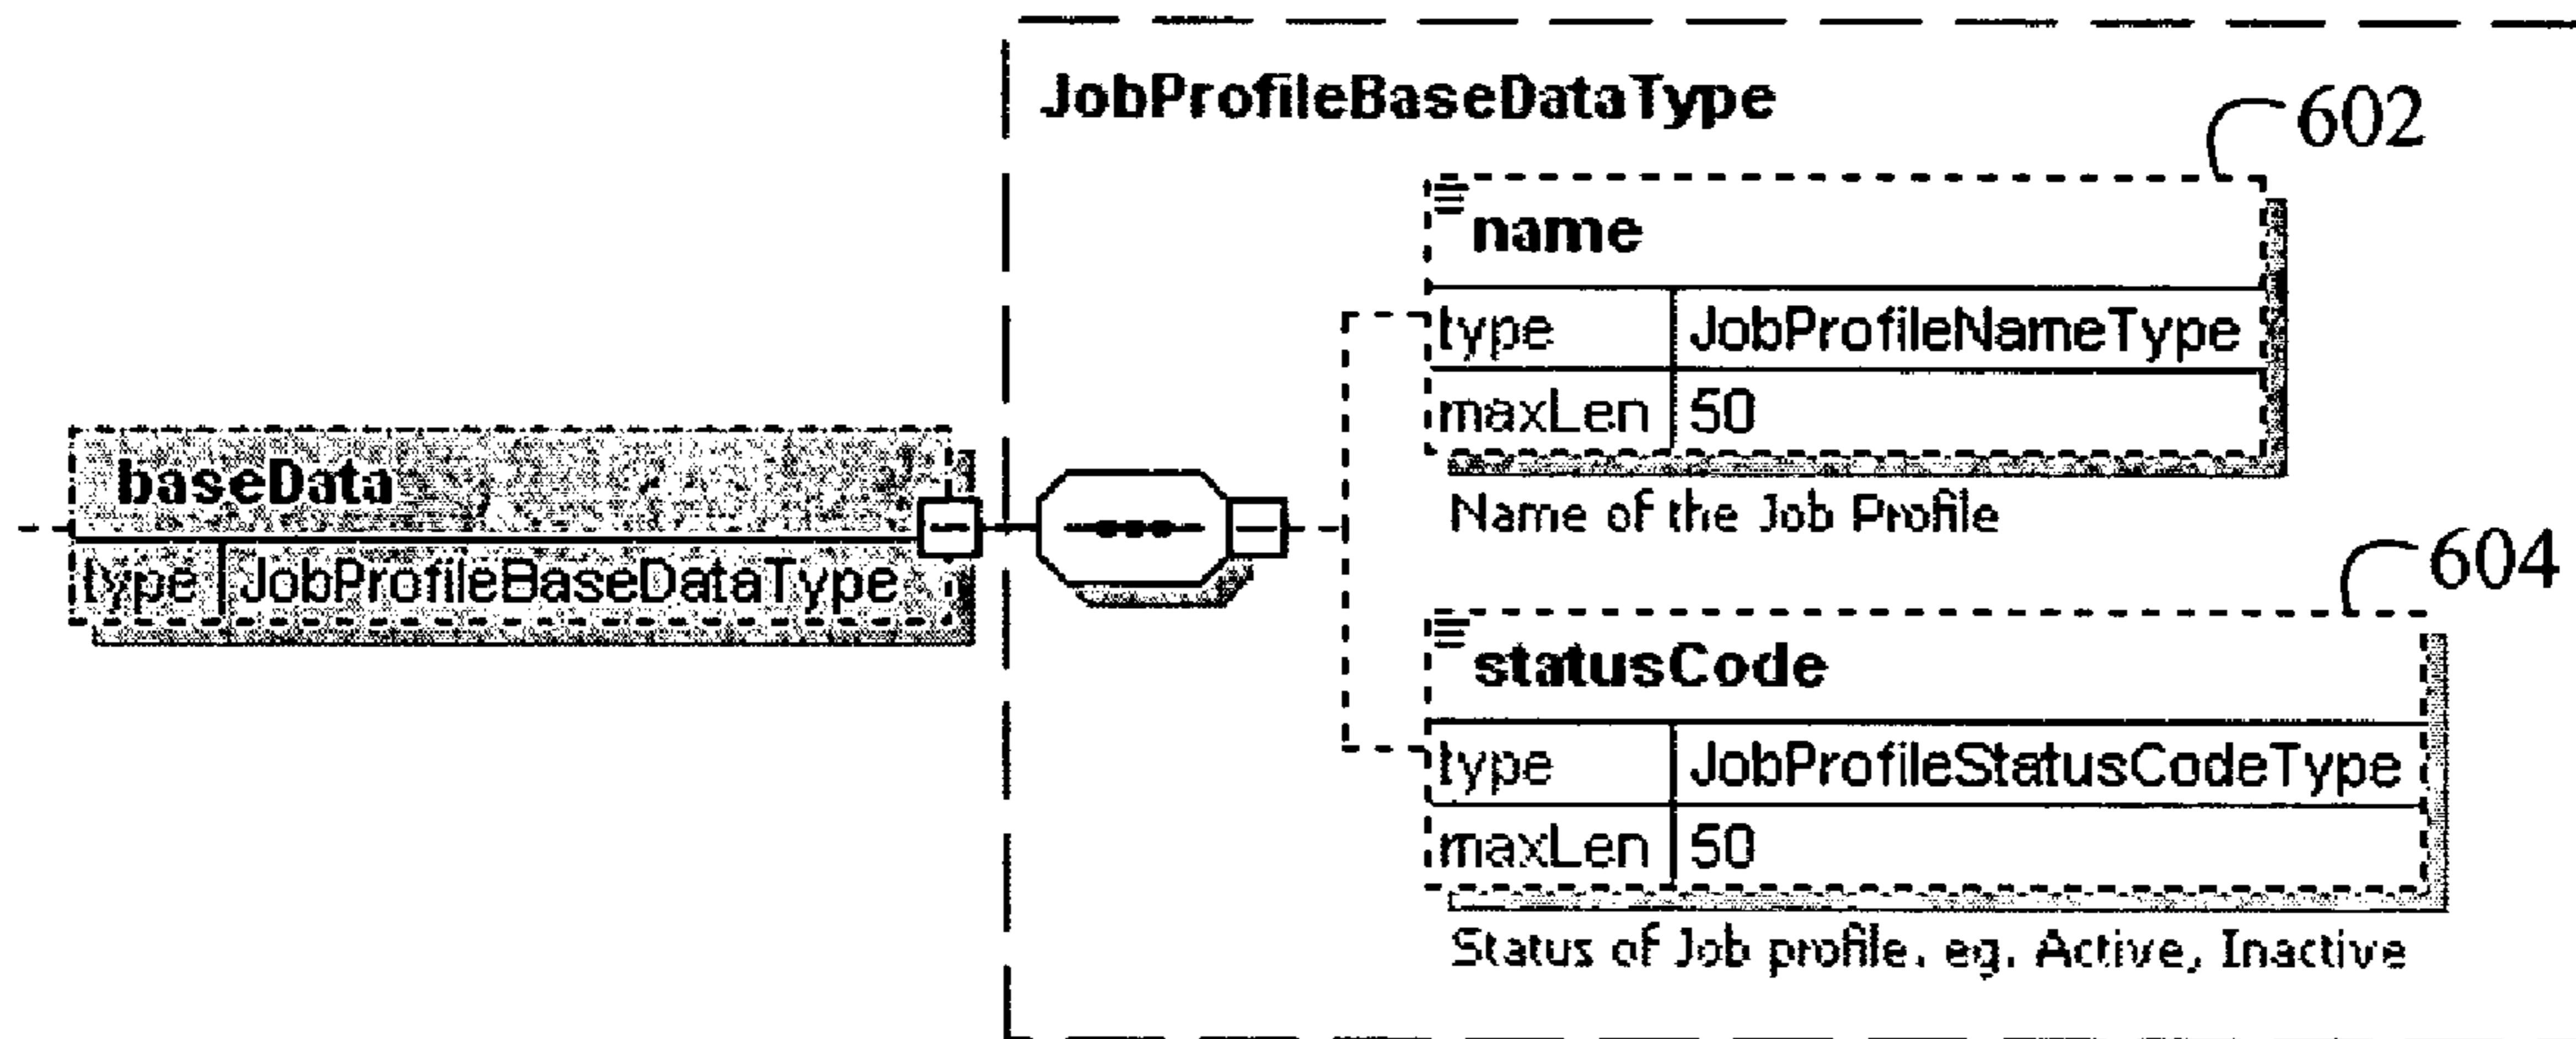 JobProfileBaseDataType
602
name
type JobProfileNameType
maxLen 50
Name of the Job Profile
baseData
type JobProfileBaseDataType
604
statusCode
type JobProfileStatusCodeType
maxLen 50
Status of Job profile. eg. Active, Inactive